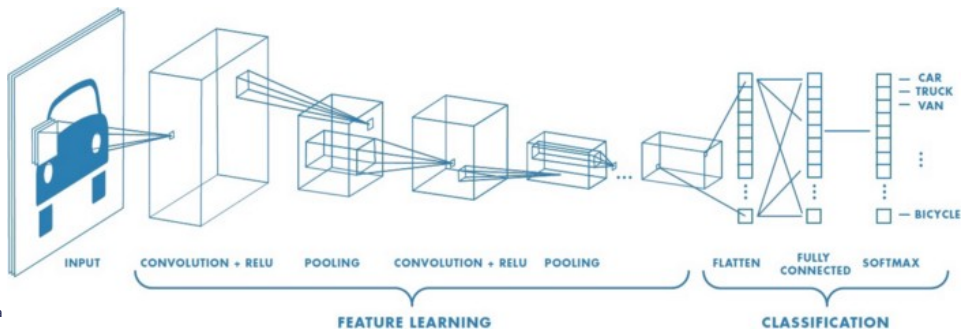 CAR
TRUCK
VAN
BICYCLE
INPUT
CONVOLUTION + RELU
POOLING
CONVOLUTION + RELU
POOLING
FLATTEN
FULLY
CONNECTED
SOFTMAX
FEATURE LEARNING
CLASSIFICATION